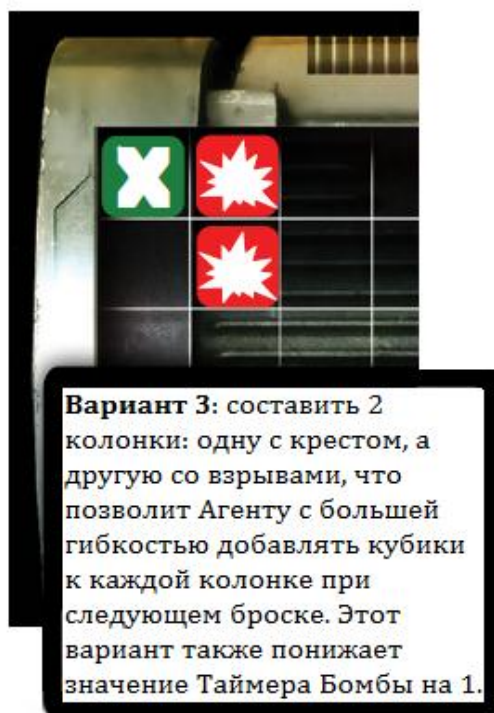 Вариант 3: составить 2
колонки: одну с крестом, а
другую со взрывами, что
позволит Агенту с большей
гибкостью добавлять кубики
к каждой колонке при
следующем броске. Этот
вариант также понижает
значение Таймера Бомбы на 1.